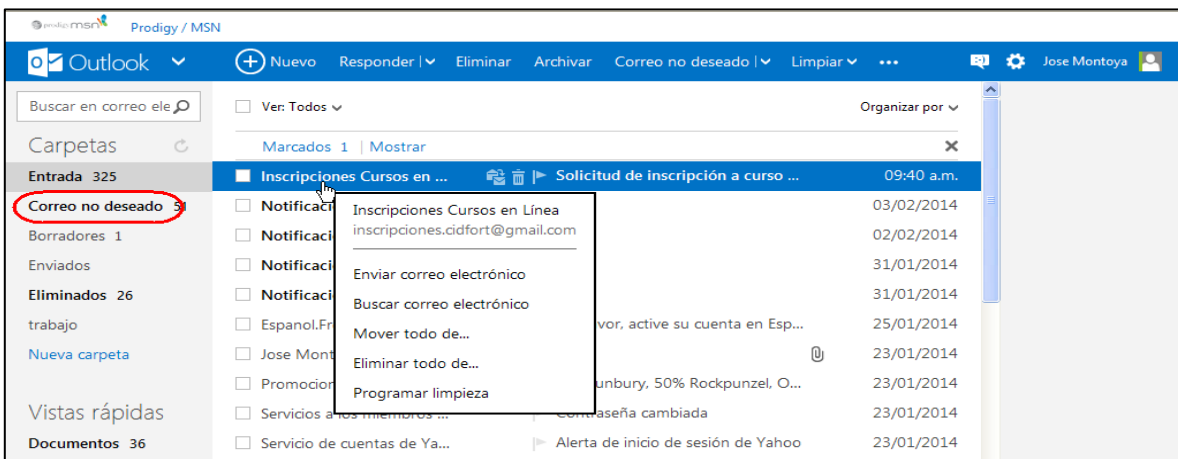 prodigy msn Prodigy / MSN
Outlook Nuevo Responder | Eliminar Archivar Correo no deseado | Limpiar ••• Jose Montoya
Buscar en correo ele
Ver: Todos Organizar por
Carpetas
Marcados 1 | Mostrar
Entrada 325
Inscripciones Cursos en ... Solicitud de inscripción a curso ... 09:40 a.m.
Correo no deseado 51
Notificaci 03/02/2014
Inscripciones Cursos en Línea
inscripciones.cidfort@gmail.com
Borradores 1
Notificaci 02/02/2014
Enviados
Notificaci 31/01/2014
Enviar correo electrónico
Eliminados 26
Notificaci 31/01/2014
Buscar correo electrónico
trabajo
Espanol.Fr vor, active su cuenta en Esp... 25/01/2014
Mover todo de...
Nueva carpeta
Jose Mont 23/01/2014
Eliminar todo de...
Promocion unbury, 50% Rockpunzel, O... 23/01/2014
Programar limpieza
Vistas rápidas
Servicios a los miembros ... Contraseña cambiada 23/01/2014
Documentos 36
Servicio de cuentas de Ya... Alerta de inicio de sesión de Yahoo 23/01/2014